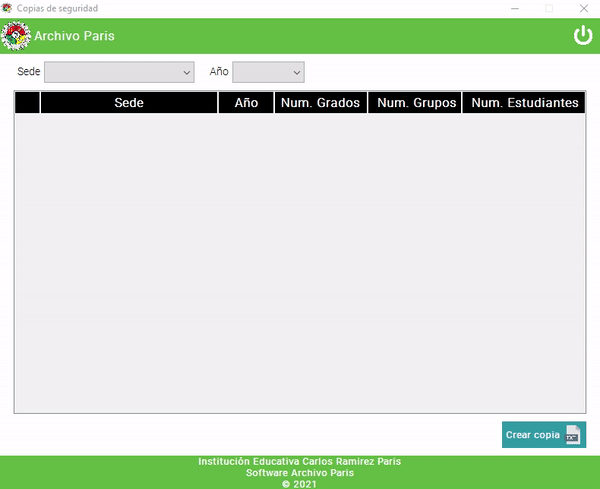 Copias de seguridad
Archivo Paris
Sede Año
Sede Año Num. Grados Num. Grupos Num. Estudiantes
Crear copia
Institución Educativa Carlos Ramirez Paris
Software Archivo Paris
© 2021